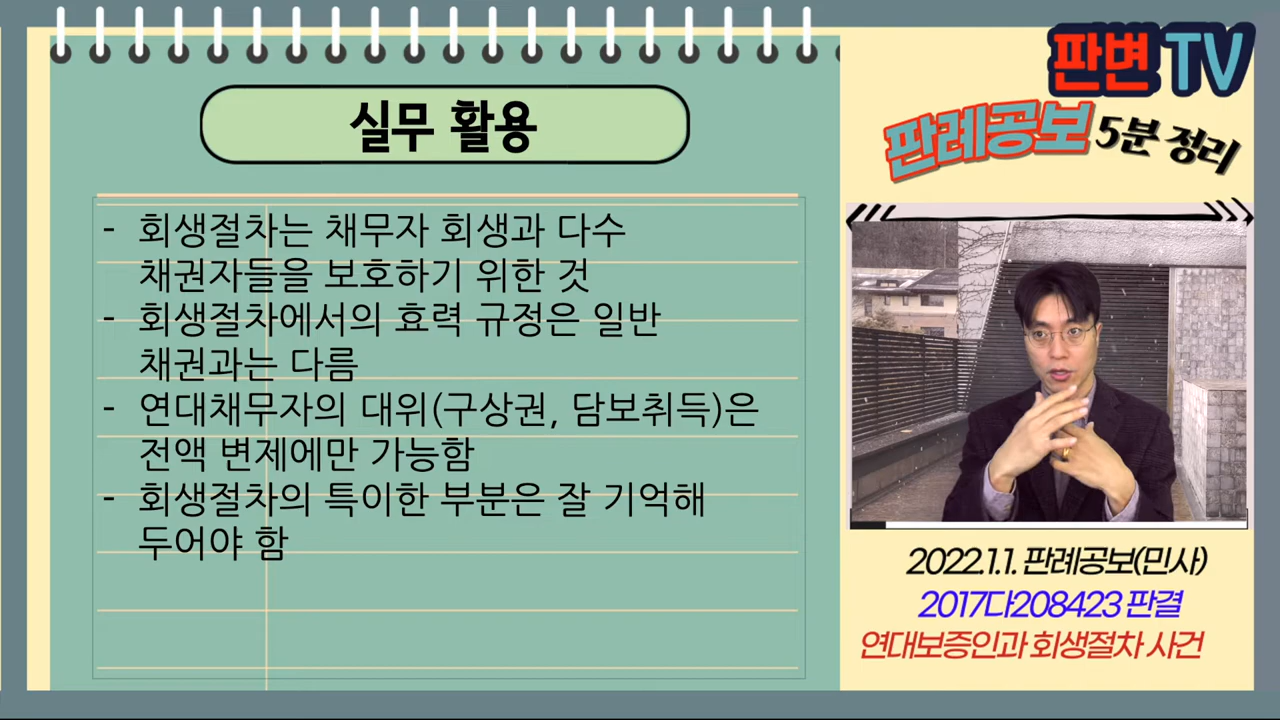 실무 활용
- 회생절차는 채무자 회생과 다수
채권자들을 보호하기 위한 것
- 회생절차에서의 효력 규정은 일반
채권과는 다름
- 연대채무자의 대위(구상권, 담보취득)은
전액 변제에만 가능함
- 회생절차의 특이한 부분은 잘 기억해
두어야 함
판변 TV
판례공보 5분 정리
2022.1.1. 판례공보(민사)
2017다208423 판결
연대보증인과 회생절차 사건